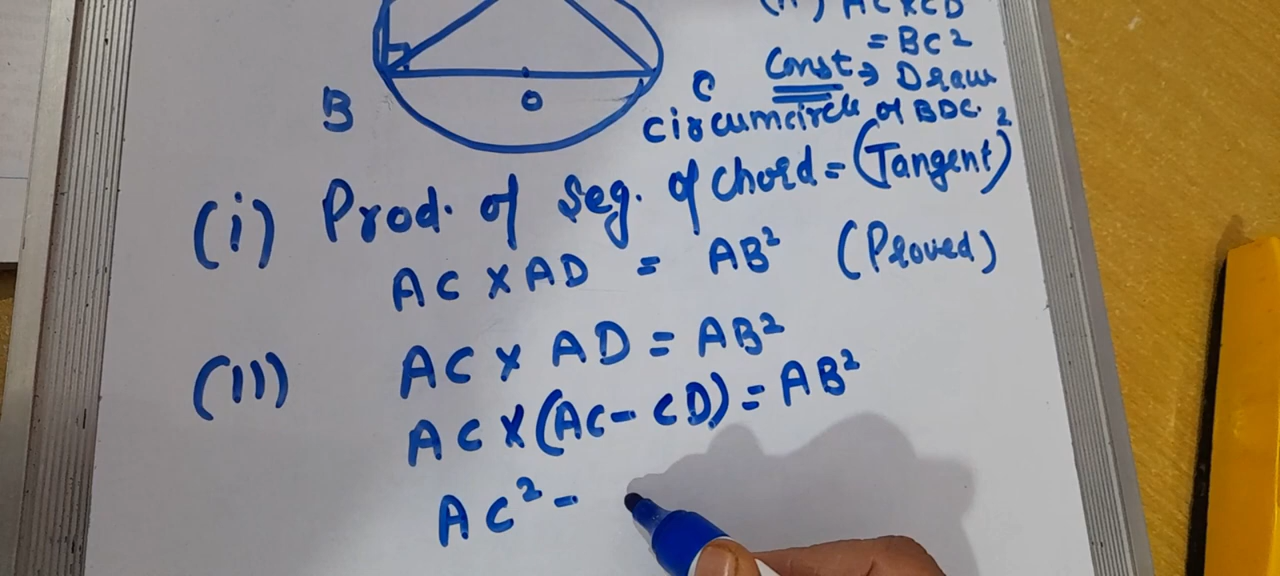 (ii) AC×CD
= BC²
Const → Draw
circumcircle of BDC.
B
O
C
(i) Prod. of Seg. of Chord = (Tangent)²
AC × AD = AB² (Proved)
(II) AC × AD = AB²
AC × (AC - CD) = AB²
AC² -